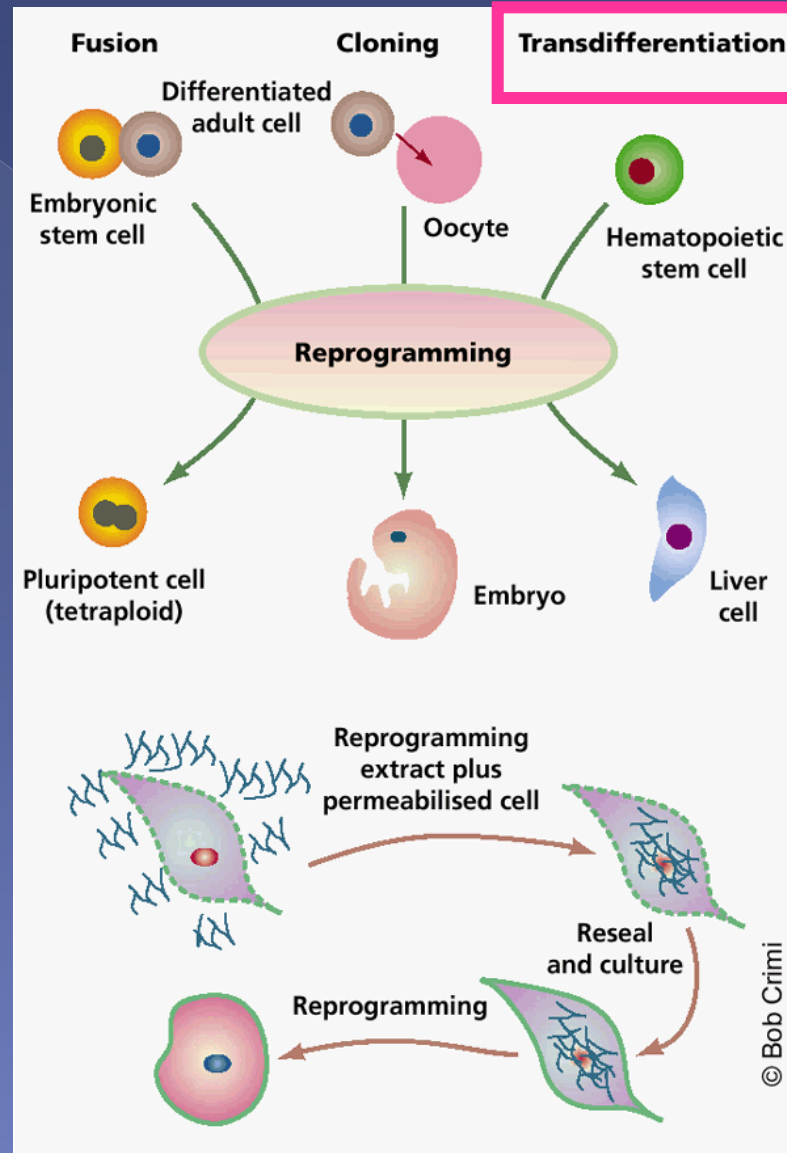 Fusion
Cloning
Transdifferentiation
Differentiated
adult cell
Embryonic
stem cell
Oocyte
Hematopoietic
stem cell
Reprogramming
Pluripotent cell
(tetraploid)
Embryo
Liver
cell
Reprogramming
extract plus
permeabilised cell
Reseal
and culture
Reprogramming
© Bob Crimi